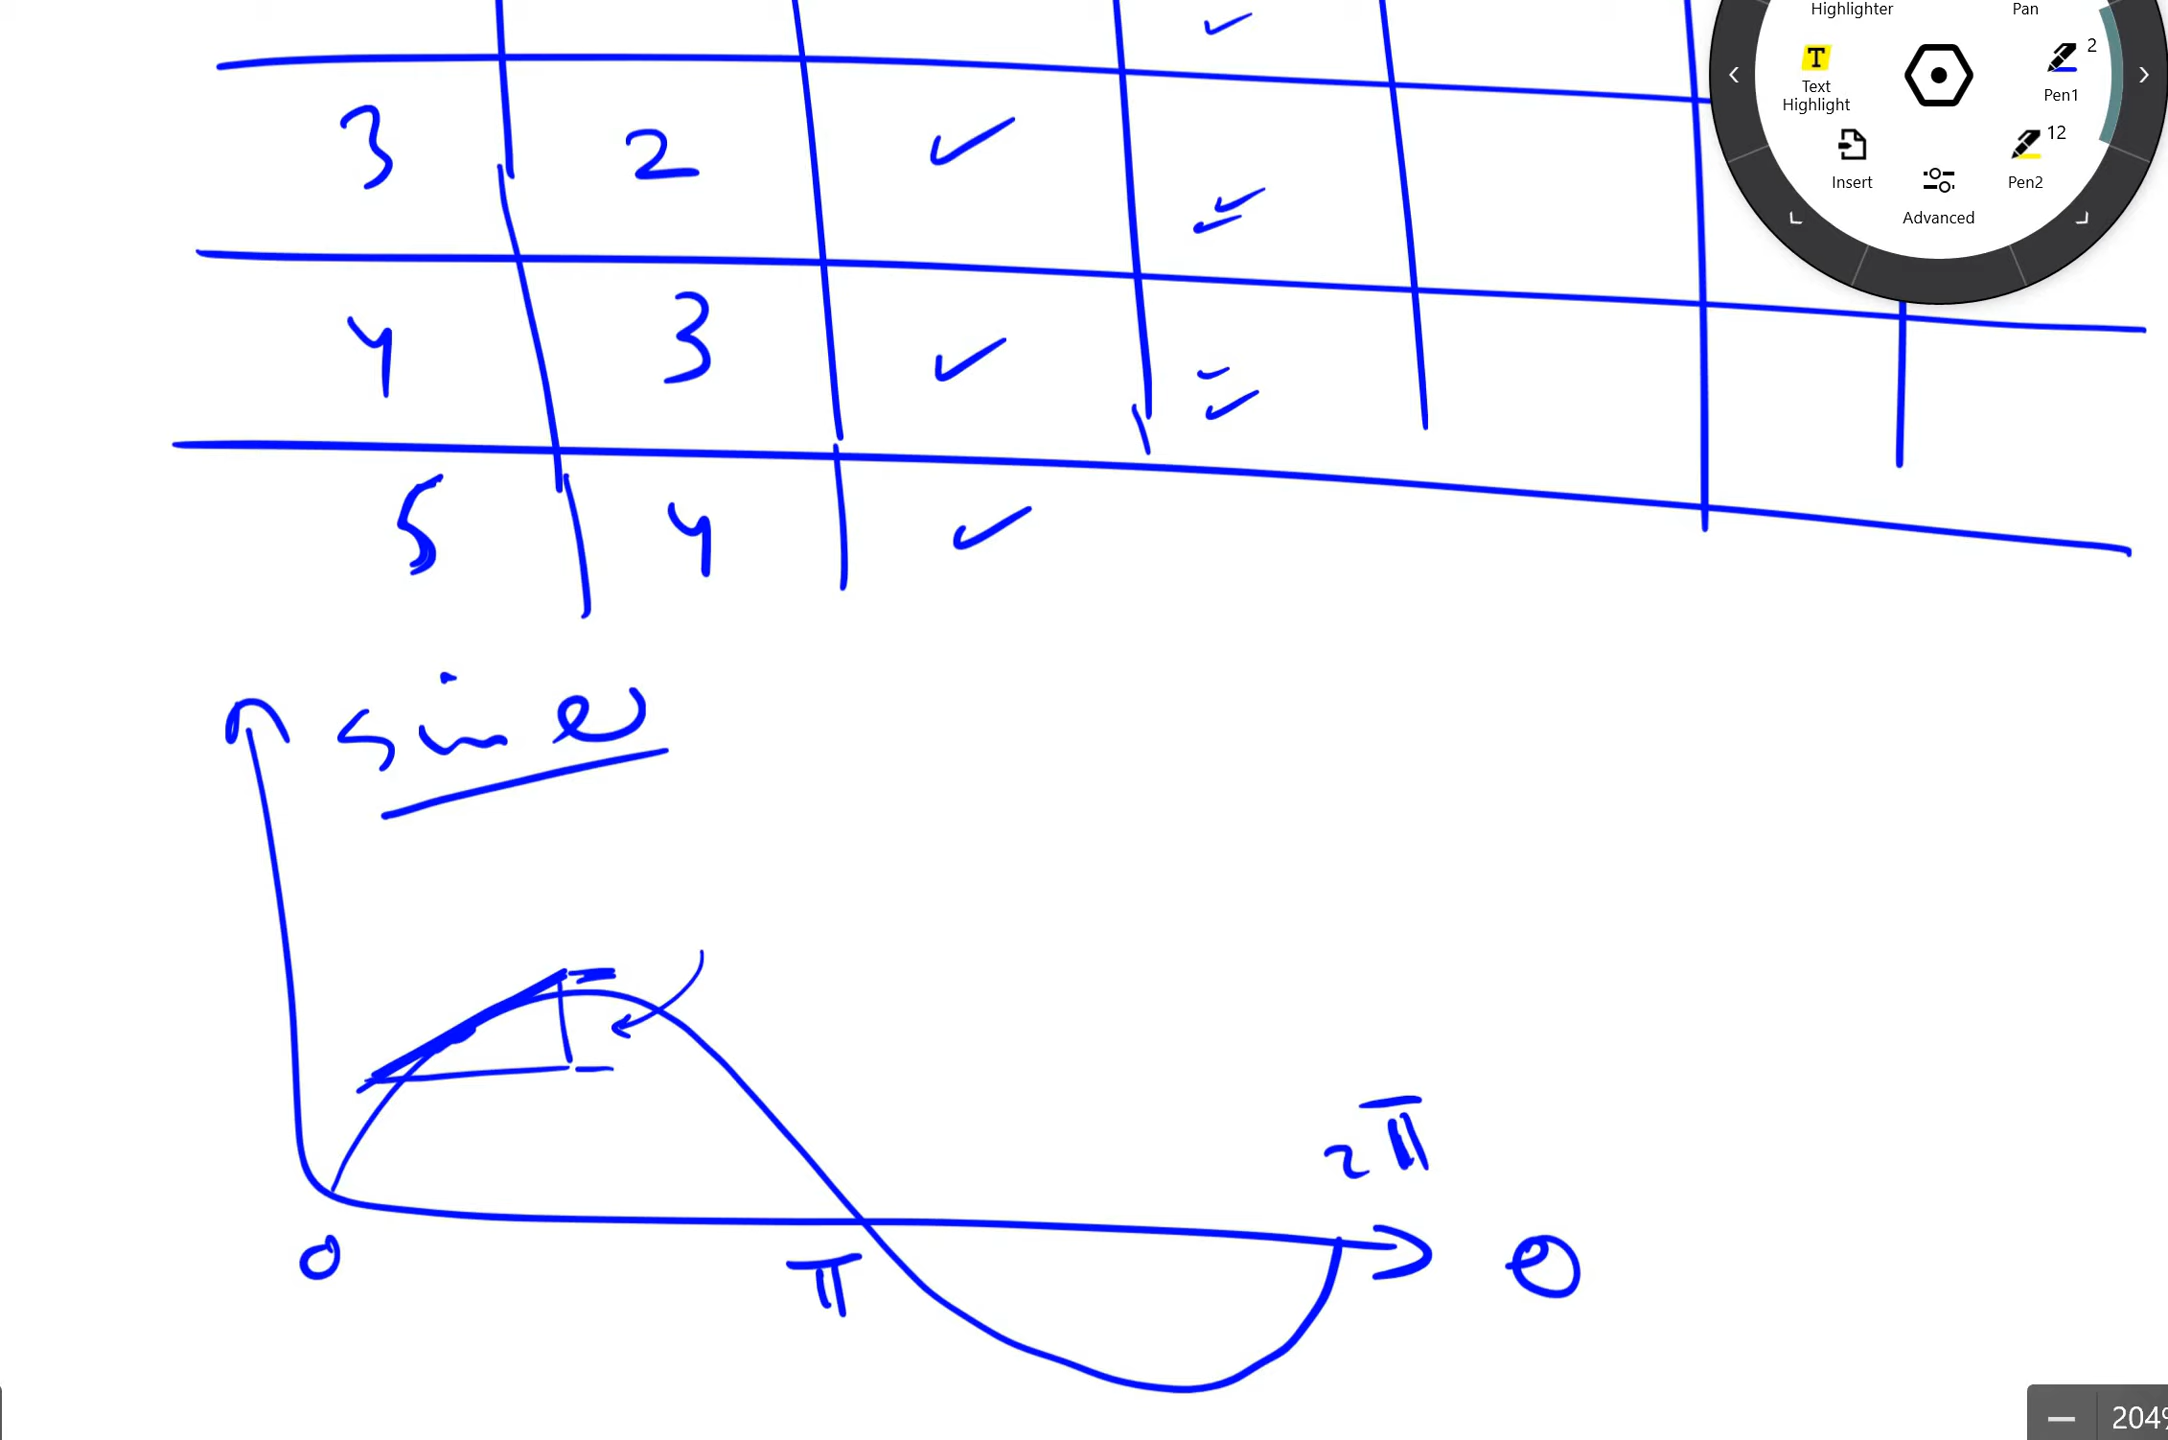 Highlighter Pan
Text Highlight 2 Pen1
Insert 12 Pen2
Advanced
3 2 ✓ ✓
4 3 ✓ ✓
5 4 ✓
sin θ
2π
0 π θ
204%